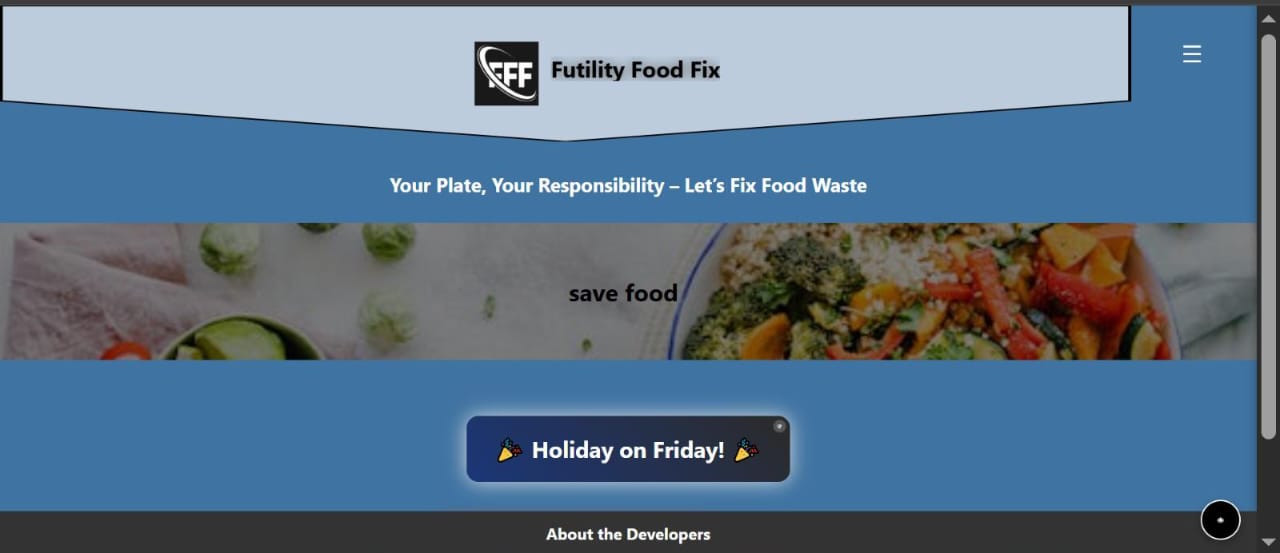 FFF
Futility Food Fix
Your Plate, Your Responsibility – Let’s Fix Food Waste
save food
🎉 Holiday on Friday! 🎉
About the Developers